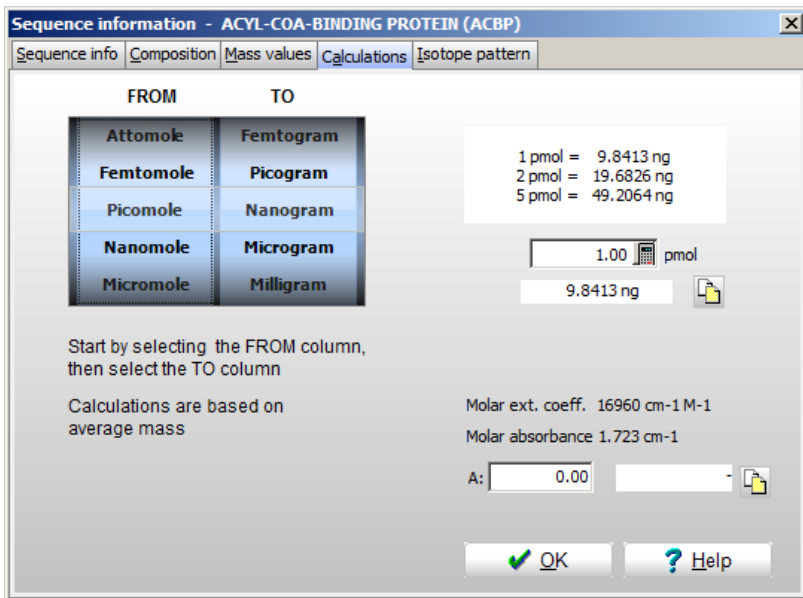 Sequence information - ACYL-COA-BINDING PROTEIN (ACBP)
Sequence info Composition Mass values Calculations Isotope pattern
FROM TO
Attomole Femtogram
Femtomole Picogram
Picomole Nanogram
Nanomole Microgram
Micromole Milligram
1 pmol = 9.8413 ng
2 pmol = 19.6826 ng
5 pmol = 49.2064 ng
1.00 pmol
9.8413 ng
Start by selecting the FROM column,
then select the TO column
Calculations are based on
average mass
Molar ext. coeff. 16960 cm-1 M-1
Molar absorbance 1.723 cm-1
A: 0.00 -
OK ? Help